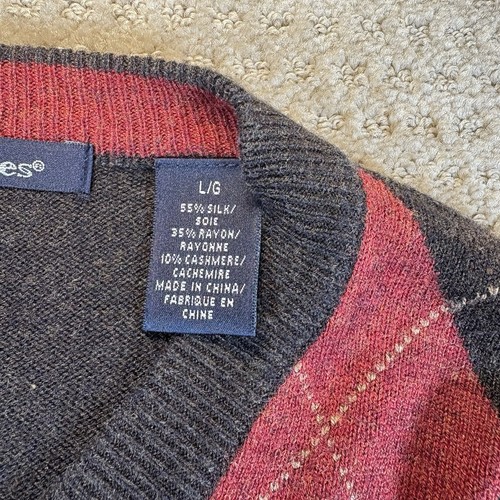 es®
L/G
55% SILK/
SOIE
35% RAYON/
RAYONNE
10% CASHMERE/
CACHEMIRE
MADE IN CHINA/
FABRIQUE EN
CHINE